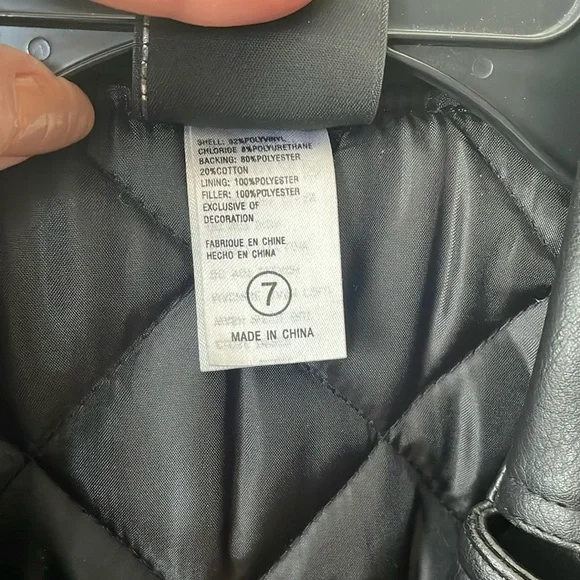 SHELL: 92%POLYVINYL
CHLORIDE 8%POLYURETHANE
BACKING: 80%POLYESTER
20%COTTON
LINING: 100%POLYESTER
FILLER: 100%POLYESTER
EXCLUSIVE OF
DECORATION
FABRIQUE EN CHINE
HECHO EN CHINA
7
MADE IN CHINA